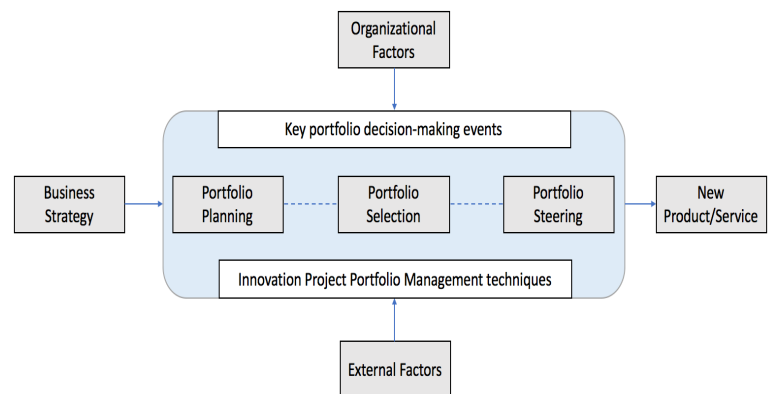 Organizational
Factors
Key portfolio decision-making events
Business
Strategy
Portfolio
Planning
Portfolio
Selection
Portfolio
Steering
New
Product/Service
Innovation Project Portfolio Management techniques
External Factors